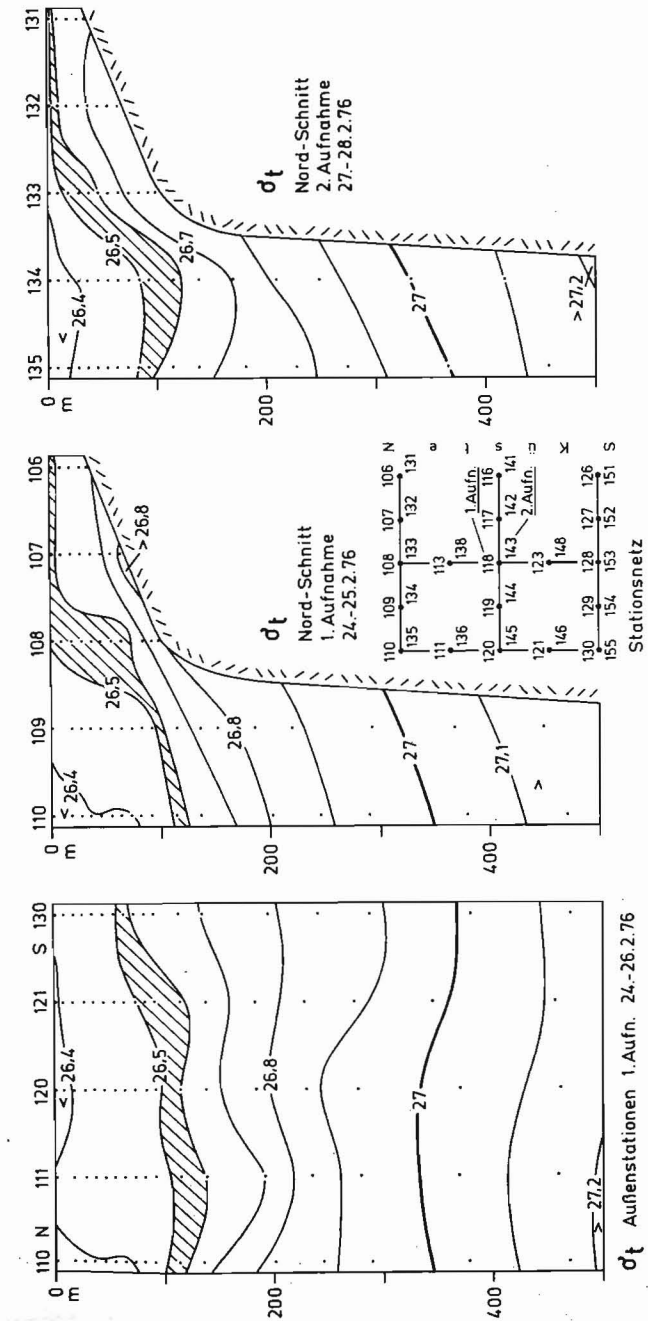 110 N 111 120 121 S 130
0
m
200
400
< 26,4
26,5
26,8
27
> 27,2
σt Außenstationen 1. Aufn. 24.-26.2.76
110 109 108 107 106
0
m
200
400
< 26,4
26,5
> 26,8
26,8
27
27,1
<
σt
Nord-Schnitt
1. Aufnahme
24.-25.2.76
110 109 108 107 106 N
135 134 133 132 131
111 113 e
136 138
1. Aufn. t
120 119 118 117 116 s
145 144 143 142 141 ü
2. Aufn.
121 123 K
146 148
130 129 128 127 126
155 154 153 152 151 S
Stationsnetz
135 134 133 132 131
0
m
200
400
< 26,4
26,5
26,7
27
> 27,2
σt
Nord-Schnitt
2. Aufnahme
27.-28.2.76